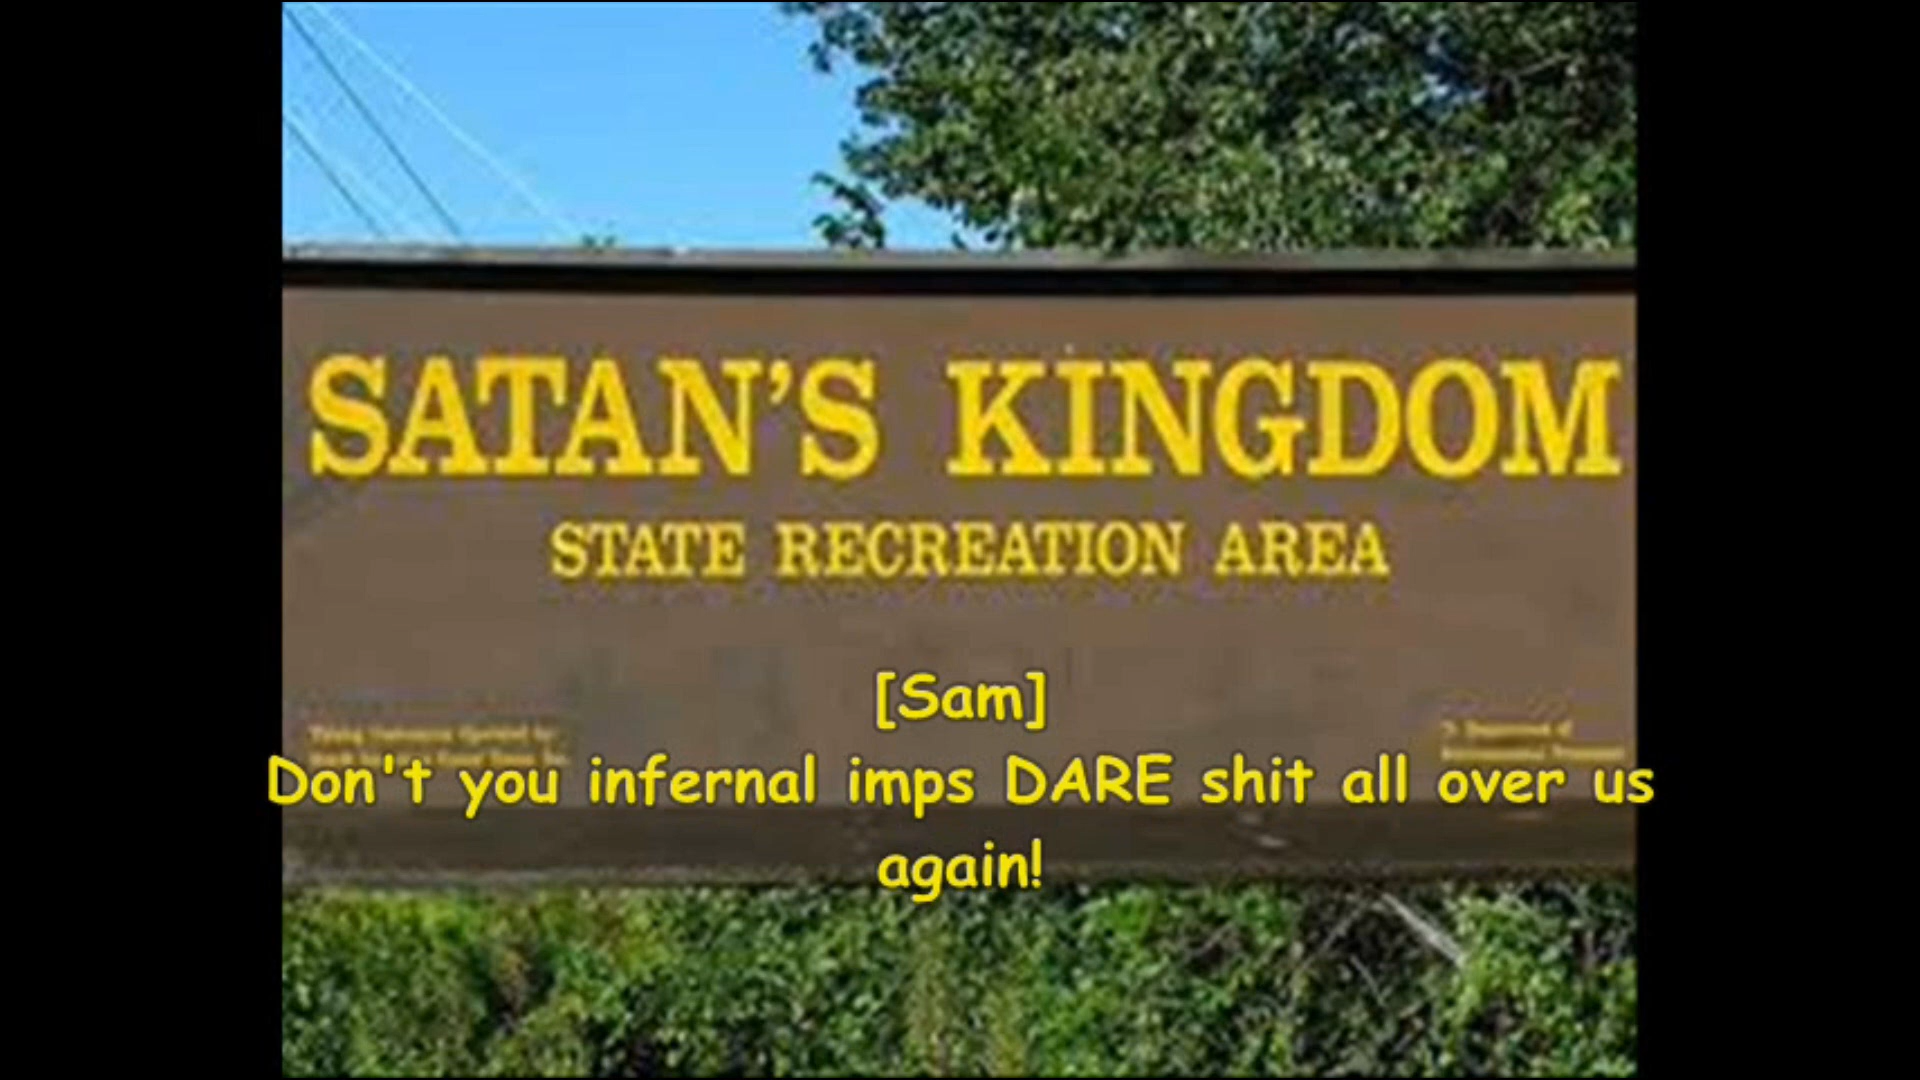 SATAN'S KINGDOM
STATE RECREATION AREA
[Sam]
Don't you infernal imps DARE shit all over us
again!